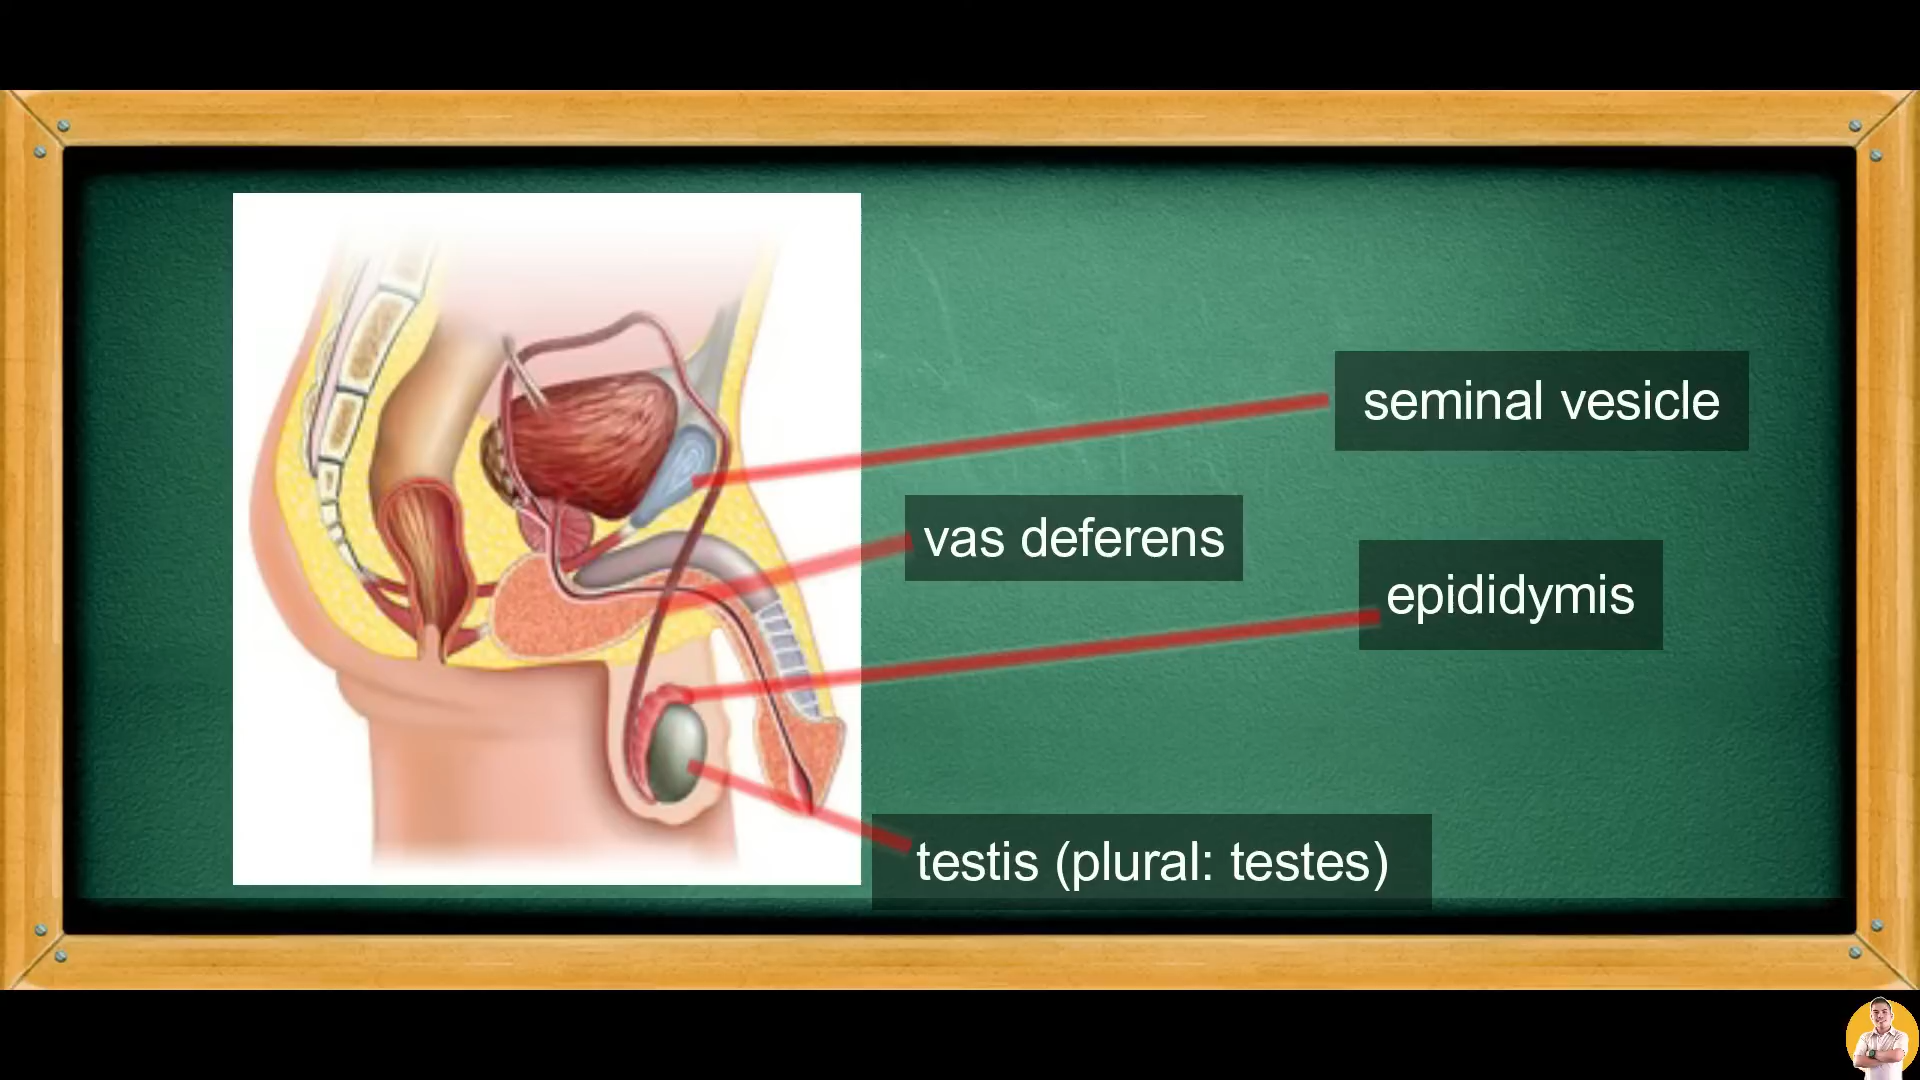 seminal vesicle
vas deferens
epididymis
testis (plural: testes)